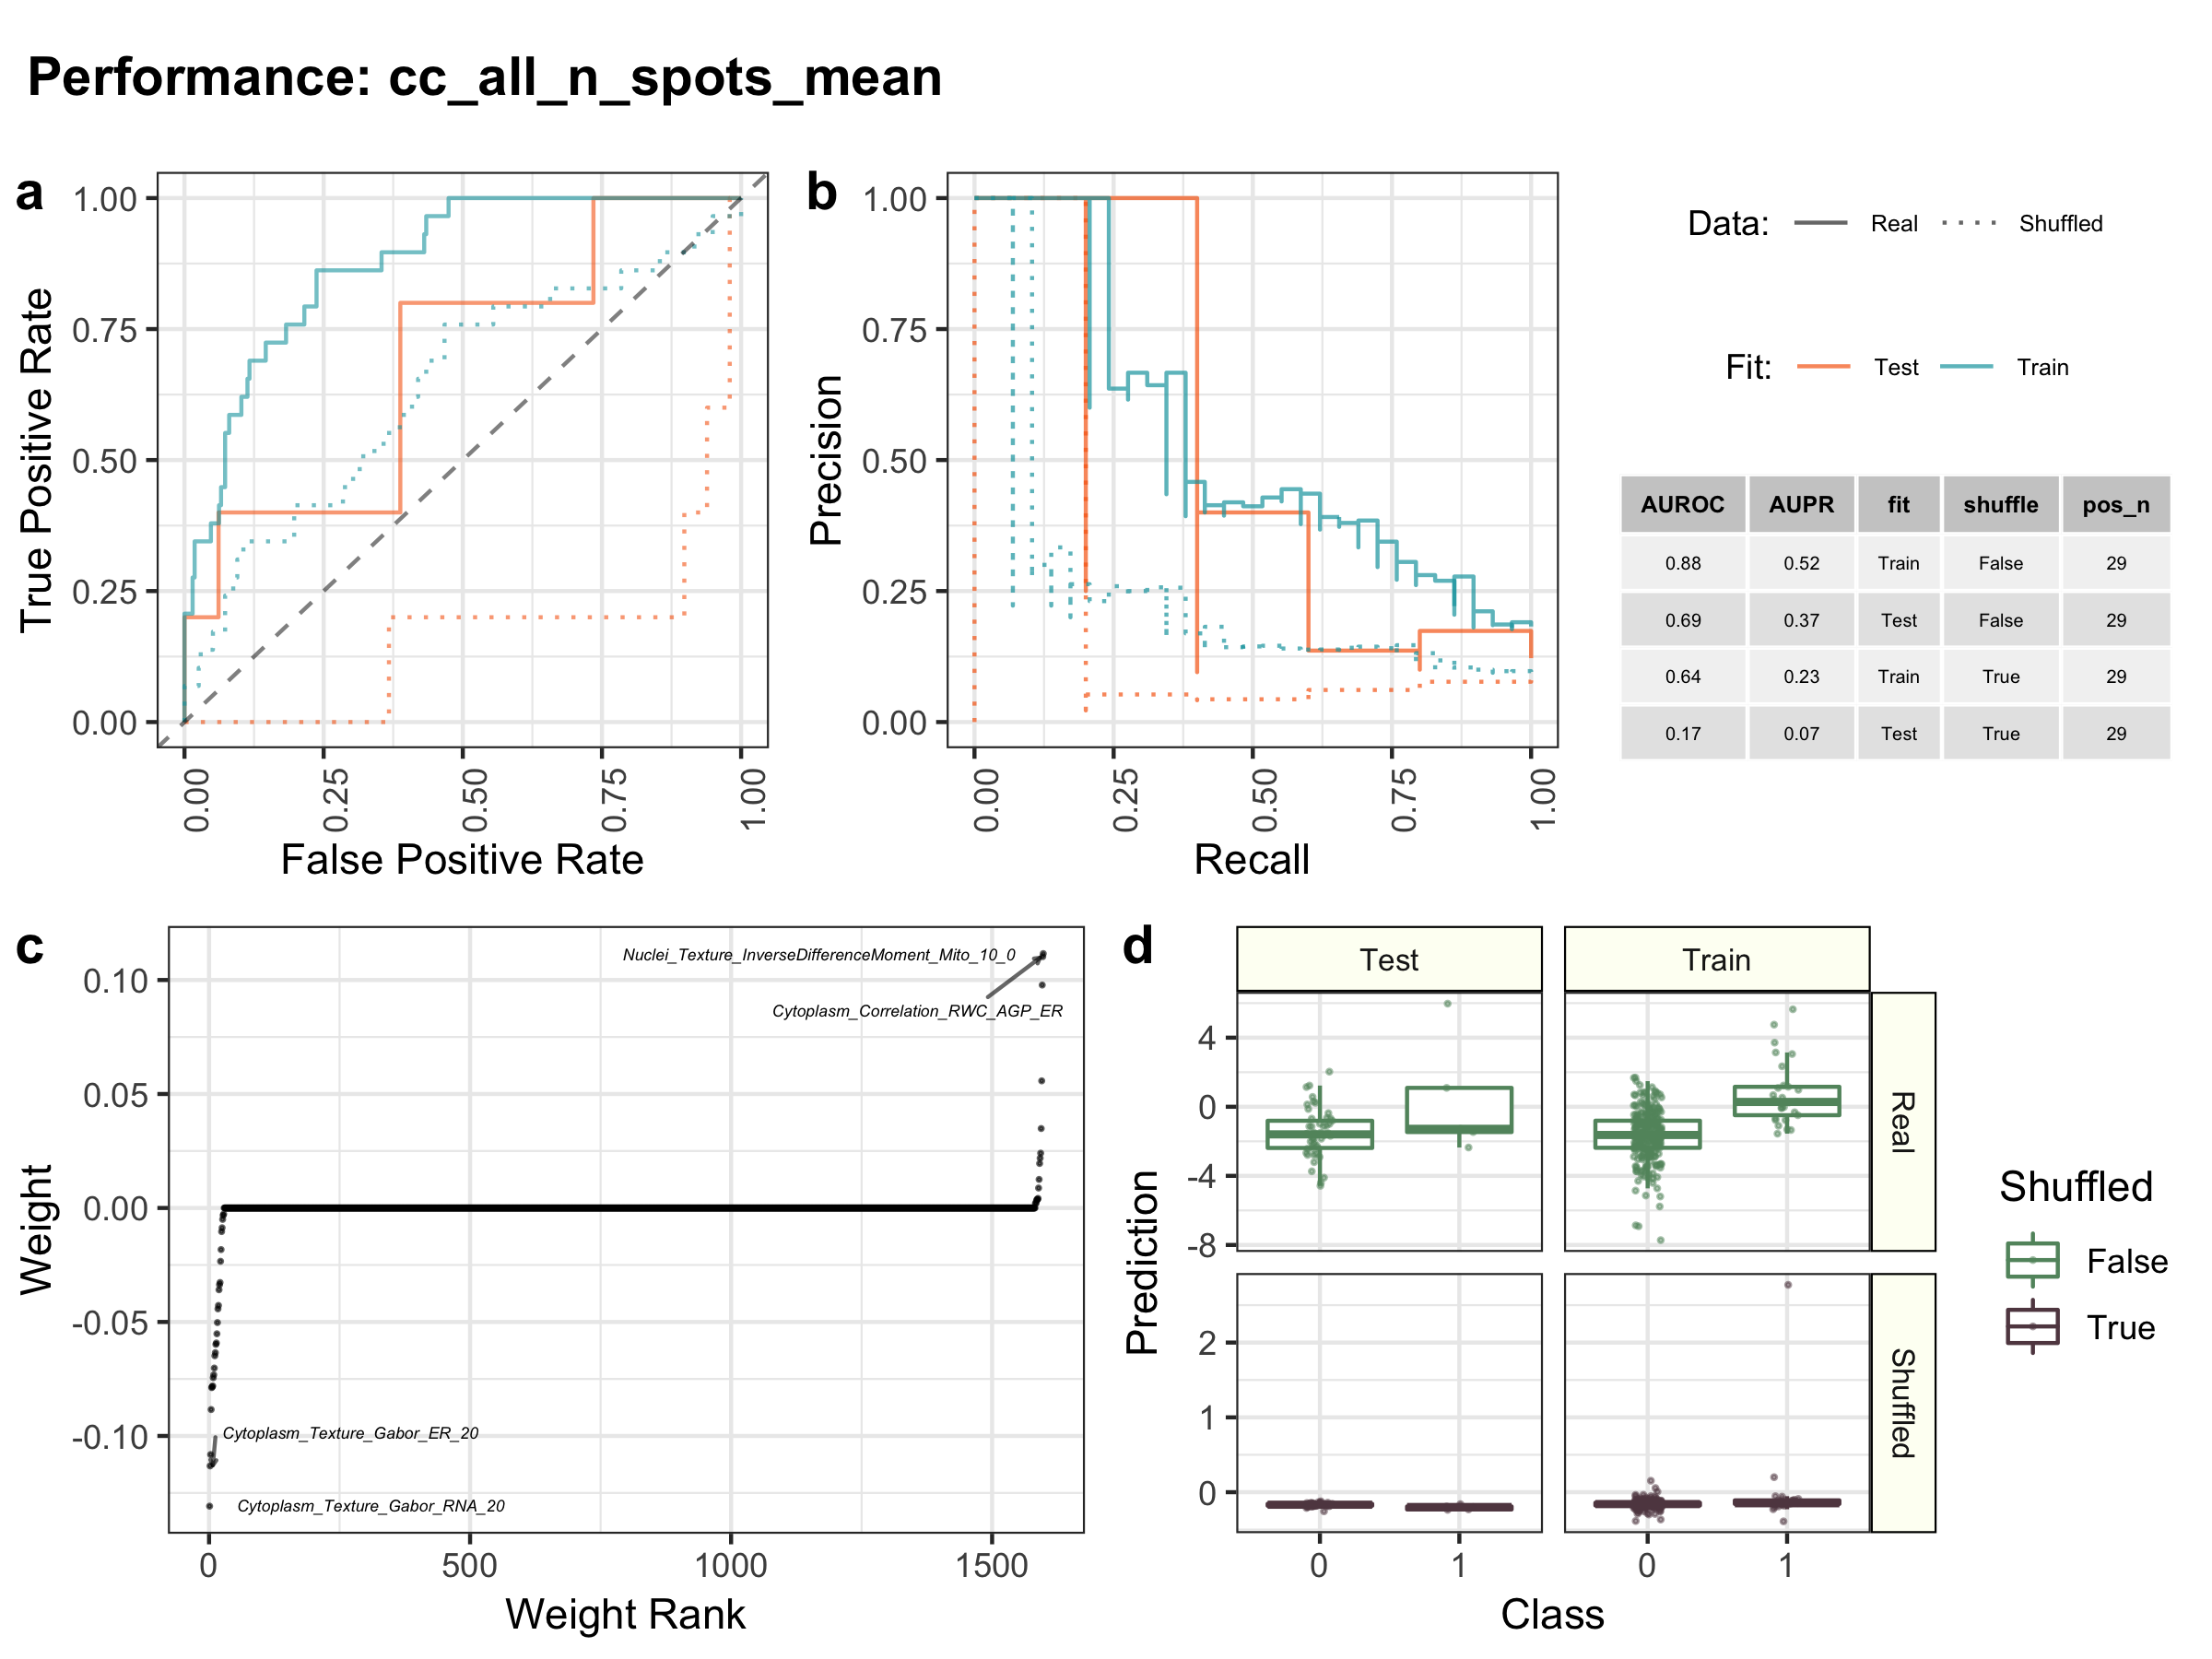 Performance: cc_all_n_spots_mean
a
1.00
0.75
0.50
0.25
0.00
True Positive Rate
0.00
0.25
0.50
0.75
1.00
False Positive Rate
b
1.00
0.75
0.50
0.25
0.00
Precision
0.00
0.25
0.50
0.75
1.00
Recall
Data: Real Shuffled
Fit: Test Train
AUROC AUPR fit shuffle pos_n
0.88 0.52 Train False 29
0.69 0.37 Test False 29
0.64 0.23 Train True 29
0.17 0.07 Test True 29
c
0.10
0.05
0.00
-0.05
-0.10
Weight
Nuclei_Texture_InverseDifferenceMoment_Mito_10_0
Cytoplasm_Correlation_RWC_AGP_ER
Cytoplasm_Texture_Gabor_ER_20
Cytoplasm_Texture_Gabor_RNA_20
0 500 1000 1500
Weight Rank
d
Test Train
4
0
-4
-8
Real
Prediction
2
1
0
Shuffled
0 1 0 1
Class
Shuffled
False
True